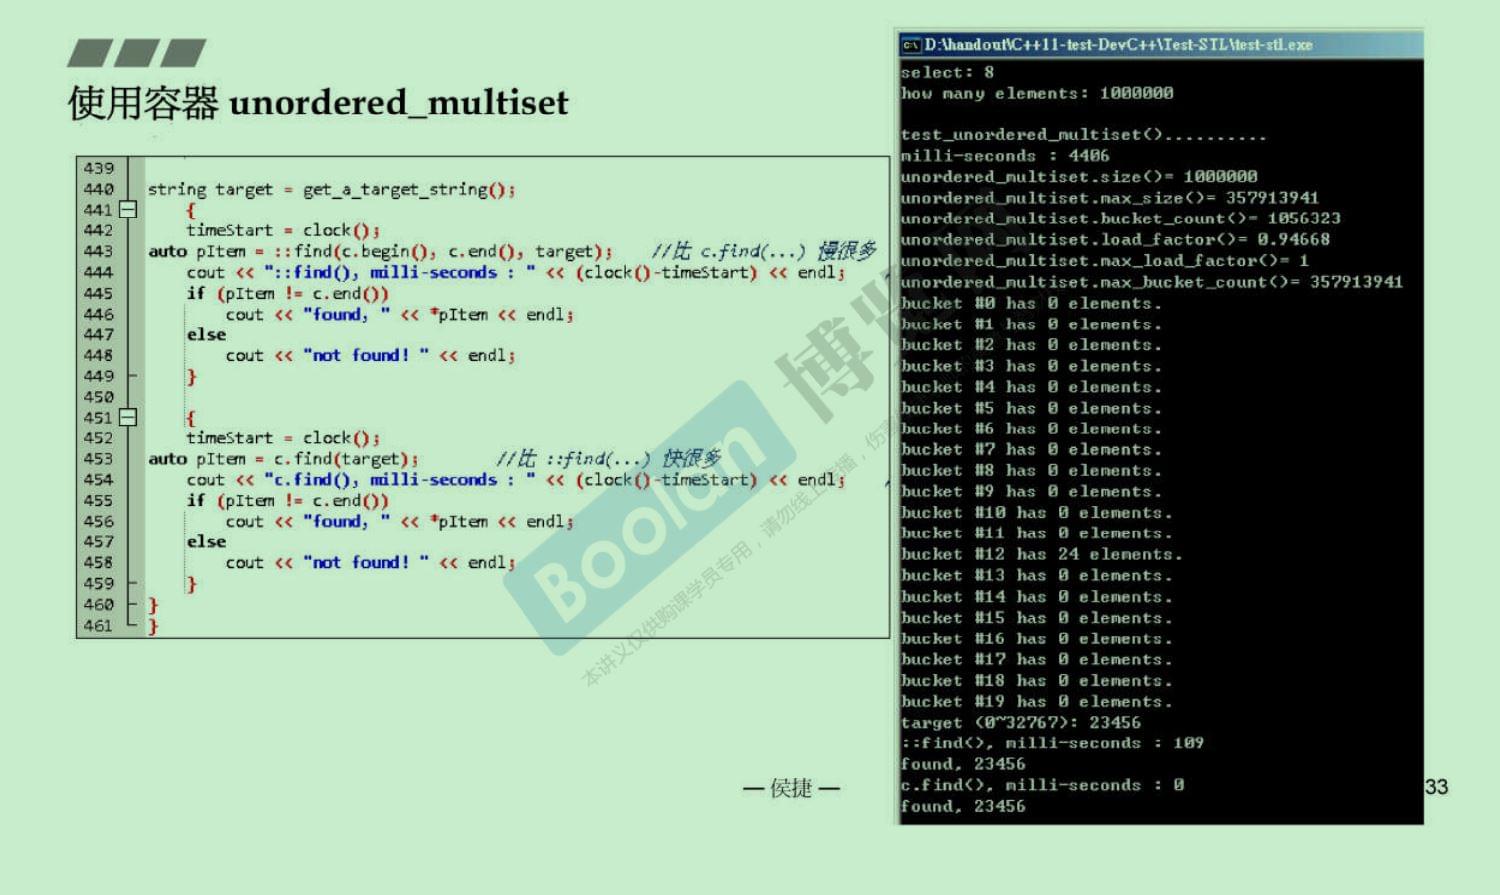 使用容器 unordered_multiset
439
440 string target = get_a_target_string();
441 {
442 timeStart = clock();
443 auto pItem = ::find(c.begin(), c.end(), target); //比 c.find(...) 慢很多
444 cout << "::find(), milli-seconds : " << (clock()-timeStart) << endl;
445 if (pItem != c.end())
446 cout << "found, " << *pItem << endl;
447 else
448 cout << "not found! " << endl;
449 }
450
451 {
452 timeStart = clock();
453 auto pItem = c.find(target); //比 ::find(...) 快很多
454 cout << "c.find(), milli-seconds : " << (clock()-timeStart) << endl;
455 if (pItem != c.end())
456 cout << "found, " << *pItem << endl;
457 else
458 cout << "not found! " << endl;
459 }
460 }
461 }
D:\handout\C++11-test-DevC++\Test-STL\test-stl.exe
select: 8
how many elements: 1000000
test_unordered_multiset()..........
milli-seconds : 4406
unordered_multiset.size()= 1000000
unordered_multiset.max_size()= 357913941
unordered_multiset.bucket_count()= 1056323
unordered_multiset.load_factor()= 0.94668
unordered_multiset.max_load_factor()= 1
unordered_multiset.max_bucket_count()= 357913941
bucket #0 has 0 elements.
bucket #1 has 0 elements.
bucket #2 has 0 elements.
bucket #3 has 0 elements.
bucket #4 has 0 elements.
bucket #5 has 0 elements.
bucket #6 has 0 elements.
bucket #7 has 0 elements.
bucket #8 has 0 elements.
bucket #9 has 0 elements.
bucket #10 has 0 elements.
bucket #11 has 0 elements.
bucket #12 has 24 elements.
bucket #13 has 0 elements.
bucket #14 has 0 elements.
bucket #15 has 0 elements.
bucket #16 has 0 elements.
bucket #17 has 0 elements.
bucket #18 has 0 elements.
bucket #19 has 0 elements.
target (0~32767): 23456
::find(), milli-seconds : 109
found, 23456
c.find(), milli-seconds : 0
found, 23456
Boolan 博
本讲义仅供购课学员专用，请勿线上传播，伤
— 侯捷 —
33